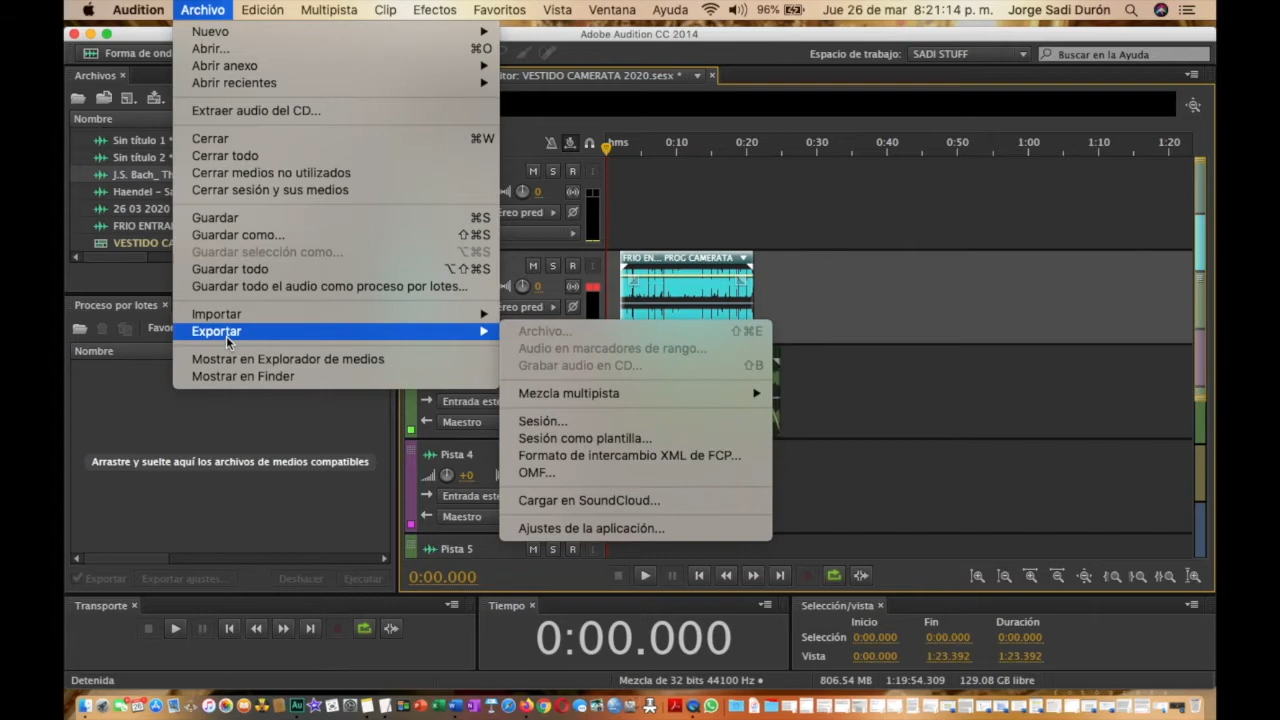 Audition Archivo Edición Multipista Clip Efectos Favoritos Vista Ventana Ayuda 96% Jue 26 de mar 8:21:14 p. m. Jorge Sadi Durón
Adobe Audition CC 2014
Forma de ond
Espacio de trabajo: SADI STUFF
Buscar en la Ayuda
Nuevo
Abrir... ⌘O
Abrir anexo
Abrir recientes
Extraer audio del CD...
Cerrar ⌘W
Cerrar todo
Cerrar medios no utilizados
Cerrar sesión y sus medios
Guardar ⌘S
Guardar como... ⇧⌘S
Guardar selección como... ⌥⌘S
Guardar todo ⌥⇧⌘S
Guardar todo el audio como proceso por lotes...
Importar
Exportar
Mostrar en Explorador de medios
Mostrar en Finder
Archivo... ⇧⌘E
Audio en marcadores de rango...
Grabar audio en CD... ⇧B
Mezcla multipista
Sesión...
Sesión como plantilla...
Formato de intercambio XML de FCP...
OMF...
Cargar en SoundCloud...
Ajustes de la aplicación...
Archivos ×
Nombre
Sin título 1 *
Sin título 2 *
J.S. Bach_ Th
Haendel – Sa
26 03 2020
FRIO ENTRA
VESTIDO CA
Proceso por lotes ×
Favor
Nombre
Arrastre y suelte aquí los archivos de medios compatibles
Exportar Exportar ajustes... Deshacer Ejecutar
itor: VESTIDO CAMERATA 2020.sesx *
hms 0:10 0:20 0:30 0:40 0:50 1:00 1:10 1:20
M S R I
0
ereo pred
FRIO EN... PROG CAMERATA
M S R I
0
ereo pred
Entrada esté
Maestro
Pista 4
+0
Entrada esté
Maestro
Pista 5 M S R I
0:00.000
Transporte ×
Tiempo ×
0:00.000
Selección/vista ×
Inicio Fin Duración
Selección 0:00.000 0:00.000 0:00.000
Vista 0:00.000 1:23.392 1:23.392
Detenida
Mezcla de 32 bits 44100 Hz 806.54 MB 1:19:54.309 129.08 GB libre